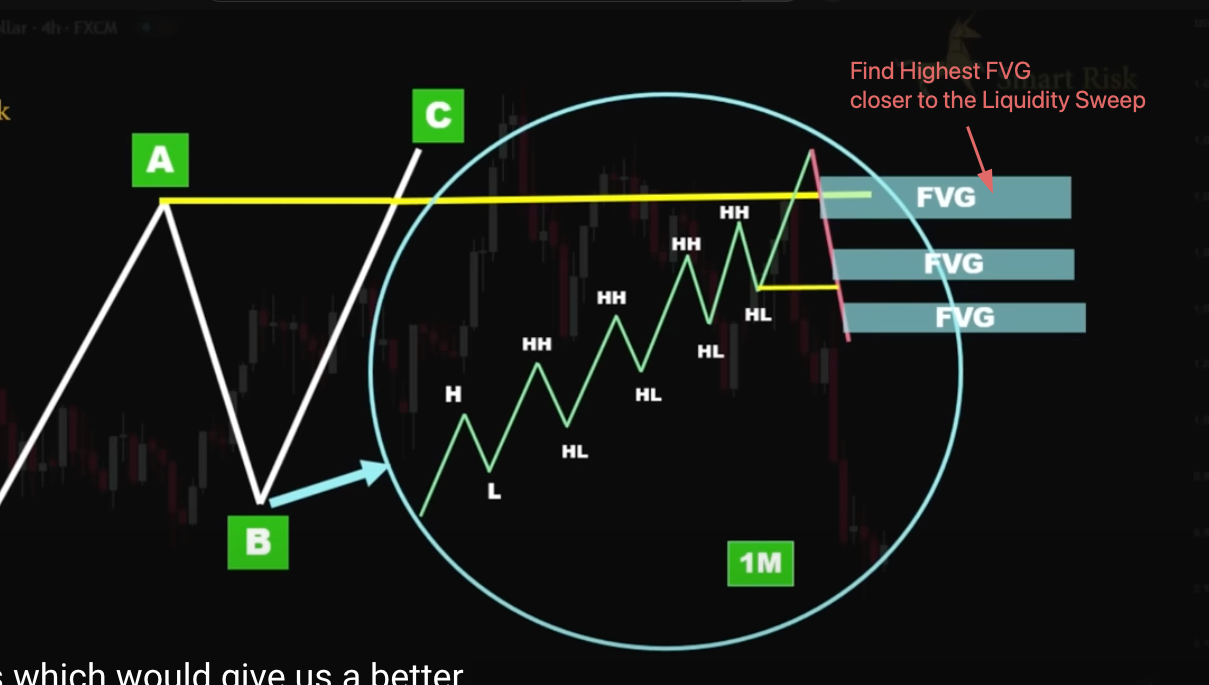 llar · 4h · FXCM
Find Highest FVG
Smart Risk
closer to the Liquidity Sweep
k
C
A
FVG
HH
HH
FVG
HH
HL
FVG
HH
HL
H
HL
HL
L
B
1M
s which would give us a better